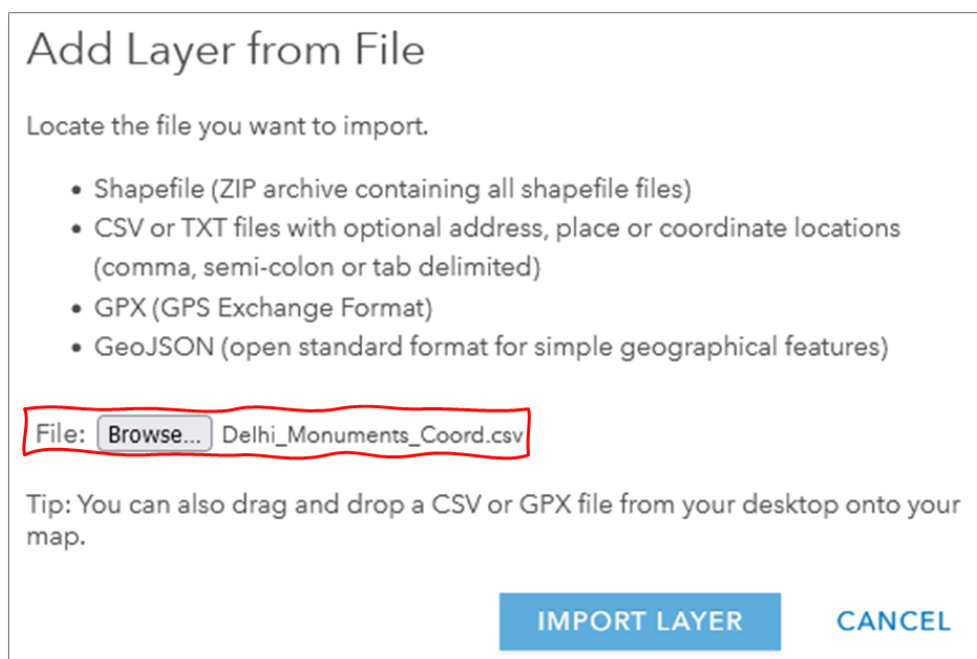 Add Layer from File
Locate the file you want to import.
• Shapefile (ZIP archive containing all shapefile files)
• CSV or TXT files with optional address, place or coordinate locations
(comma, semi-colon or tab delimited)
• GPX (GPS Exchange Format)
• GeoJSON (open standard format for simple geographical features)
File: Browse... Delhi_Monuments_Coord.csv
Tip: You can also drag and drop a CSV or GPX file from your desktop onto your
map.
IMPORT LAYER CANCEL